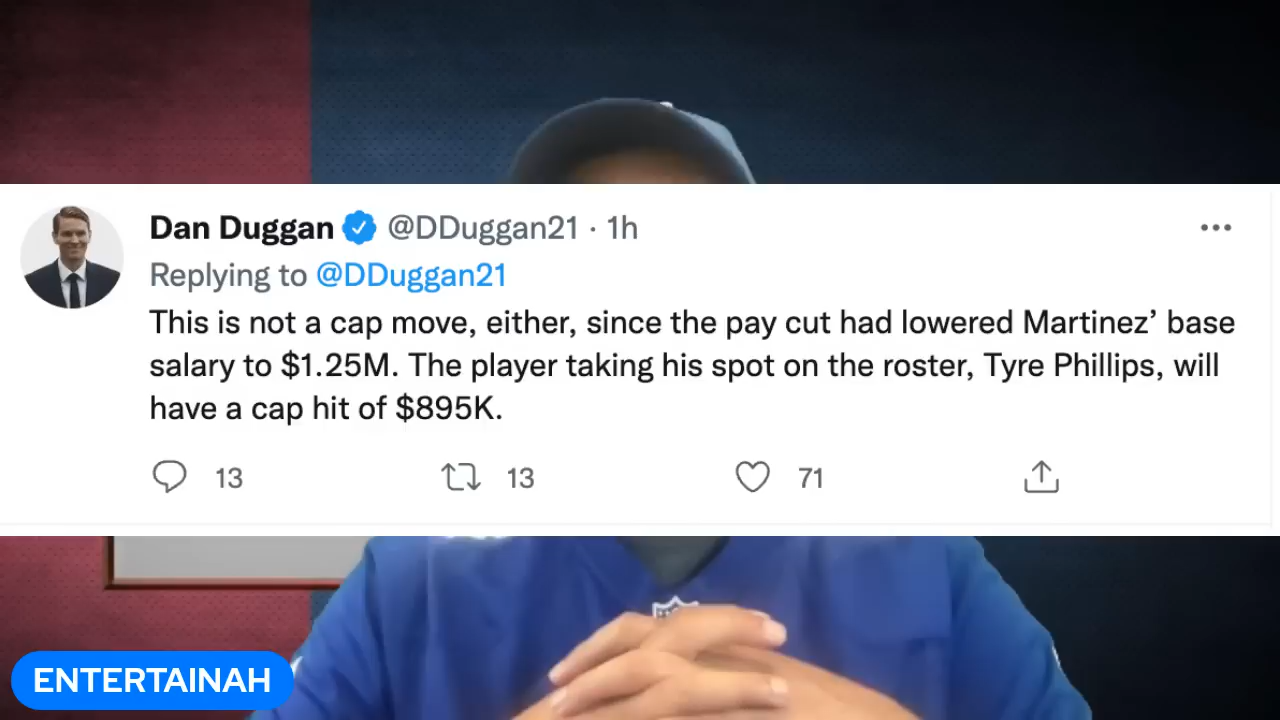 Dan Duggan @DDuggan21 · 1h
Replying to @DDuggan21
This is not a cap move, either, since the pay cut had lowered Martinez’ base
salary to $1.25M. The player taking his spot on the roster, Tyre Phillips, will
have a cap hit of $895K.
13 13 71
ENTERTAINAH